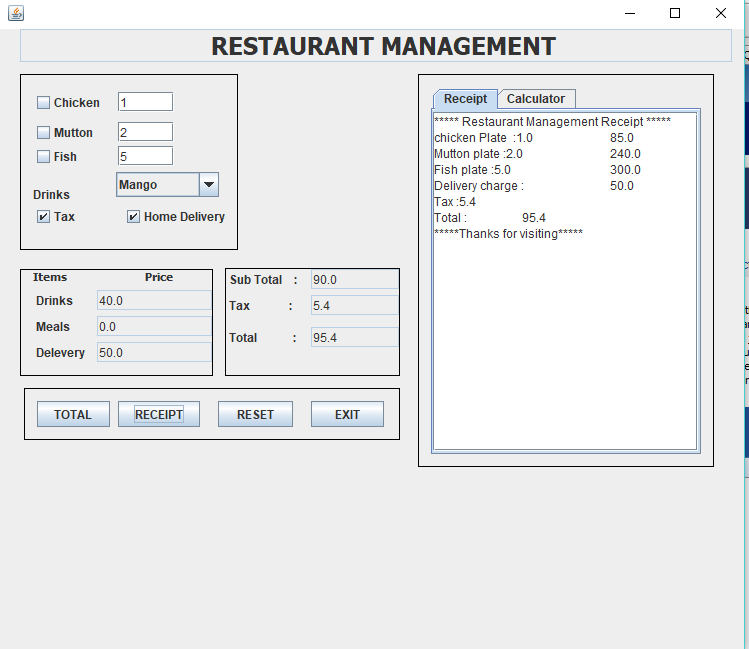 RESTAURANT MANAGEMENT
Chicken 1
Mutton 2
Fish 5
Drinks Mango
Tax Home Delivery
Items Price
Drinks 40.0
Meals 0.0
Delevery 50.0
Sub Total : 90.0
Tax : 5.4
Total : 95.4
TOTAL RECEIPT RESET EXIT
Receipt Calculator
***** Restaurant Management Receipt *****
chicken Plate :1.0 85.0
Mutton plate :2.0 240.0
Fish plate :5.0 300.0
Delivery charge : 50.0
Tax :5.4
Total : 95.4
*****Thanks for visiting*****